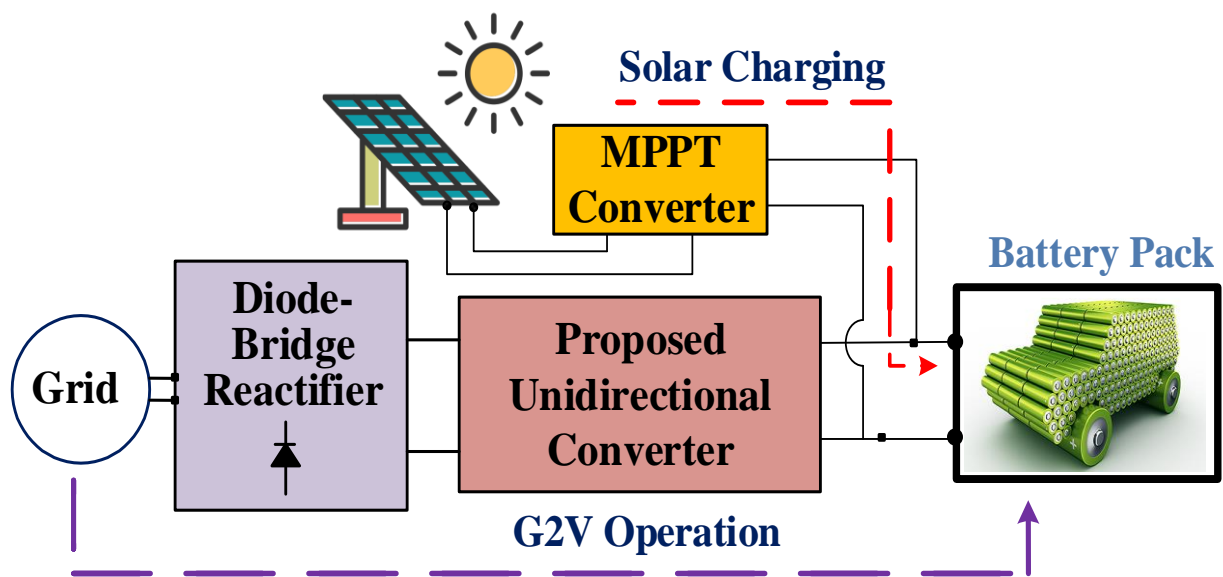 Solar Charging
MPPT
Converter
Battery Pack
Diode-
Bridge
Reactifier
Proposed
Unidirectional
Converter
Grid
G2V Operation